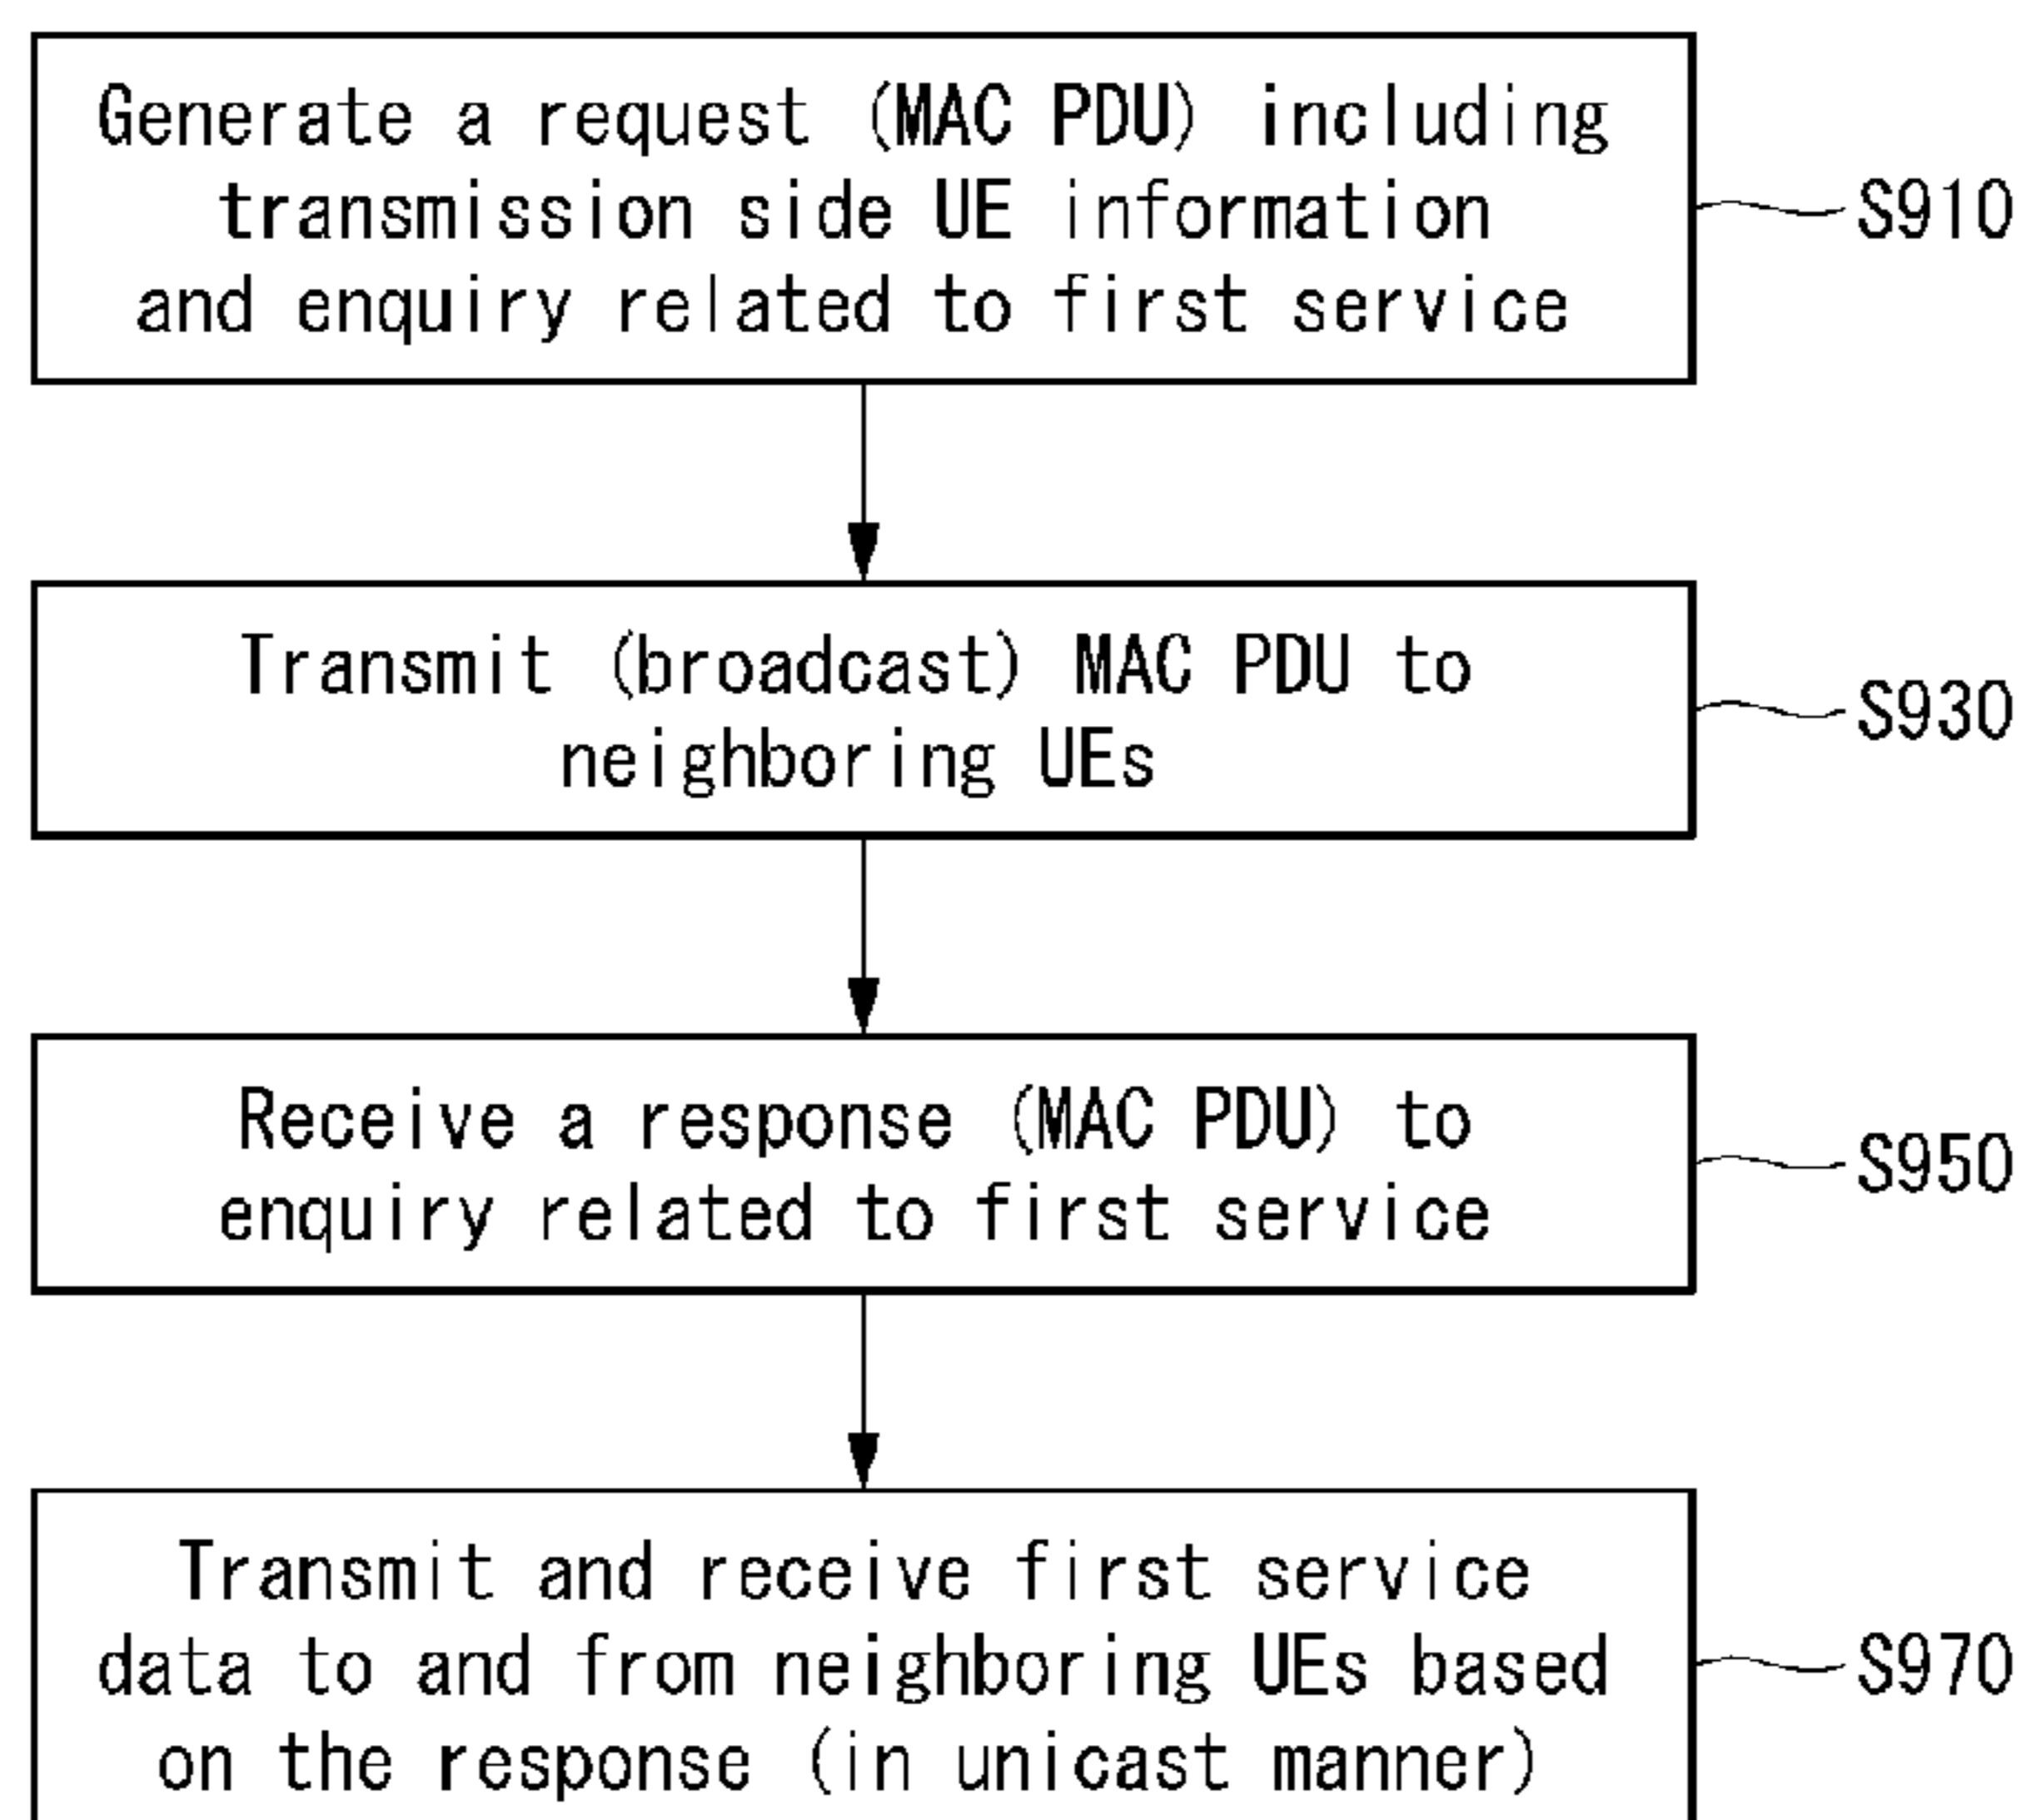 Generate a request (MAC PDU) including
transmission side UE information
and enquiry related to first service
S910
Transmit (broadcast) MAC PDU to
neighboring UEs
S930
Receive a response (MAC PDU) to
enquiry related to first service
S950
Transmit and receive first service
data to and from neighboring UEs based
on the response (in unicast manner)
S970